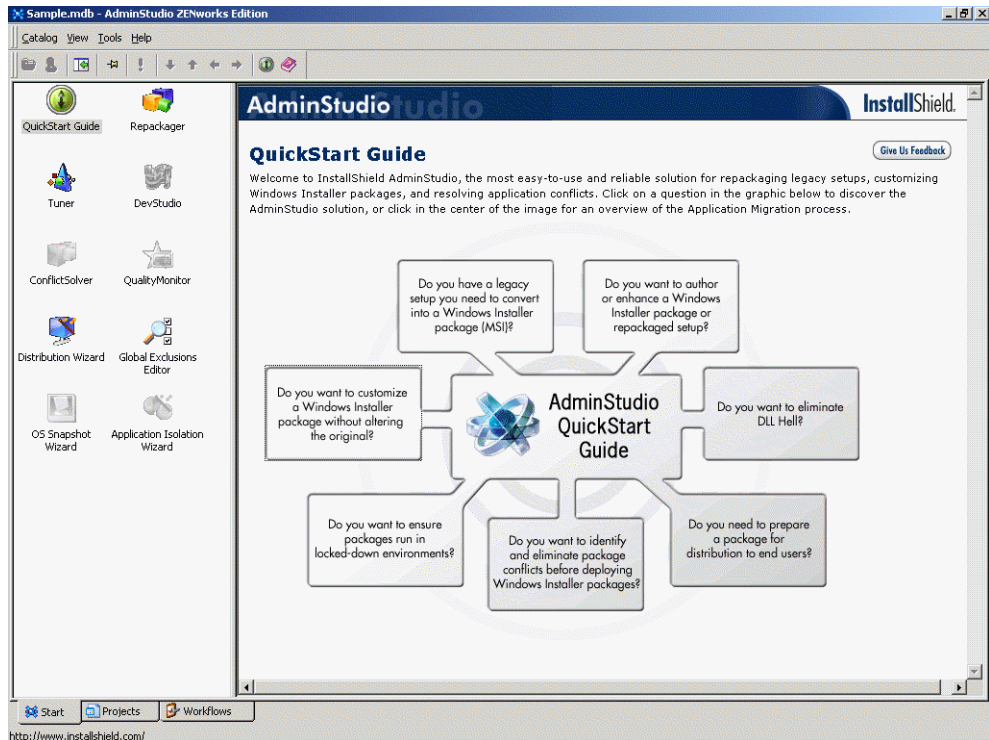 Sample.mdb - AdminStudio ZENworks Edition
Catalog View Tools Help
QuickStart Guide
Repackager
Tuner
DevStudio
ConflictSolver
QualityMonitor
Distribution Wizard
Global Exclusions
Editor
OS Snapshot
Wizard
Application Isolation
Wizard
AdminStudio
InstallShield.
QuickStart Guide
Give Us Feedback
Welcome to InstallShield AdminStudio, the most easy-to-use and reliable solution for repackaging legacy setups, customizing
Windows Installer packages, and resolving application conflicts. Click on a question in the graphic below to discover the
AdminStudio solution, or click in the center of the image for an overview of the Application Migration process.
Do you have a legacy
setup you need to convert
into a Windows Installer
package (MSI)?
Do you want to author
or enhance a Windows
Installer package or
repackaged setup?
Do you want to customize
a Windows Installer
package without altering
the original?
AdminStudio
QuickStart
Guide
Do you want to eliminate
DLL Hell?
Do you want to ensure
packages run in
locked-down environments?
Do you want to identify
and eliminate package
conflicts before deploying
Windows Installer packages?
Do you need to prepare
a package for
distribution to end users?
Start
Projects
Workflows
http://www.installshield.com/